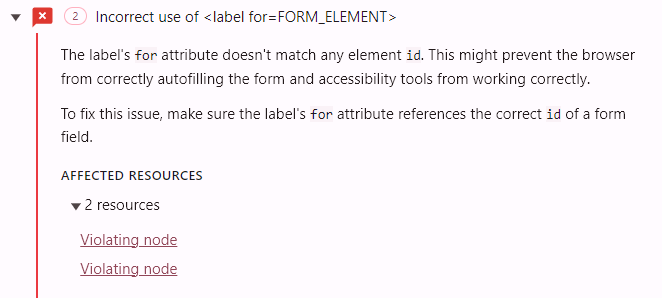 2 Incorrect use of <label for=FORM_ELEMENT>
The label's for attribute doesn't match any element id. This might prevent the browser
from correctly autofilling the form and accessibility tools from working correctly.
To fix this issue, make sure the label's for attribute references the correct id of a form
field.
AFFECTED RESOURCES
2 resources
Violating node
Violating node